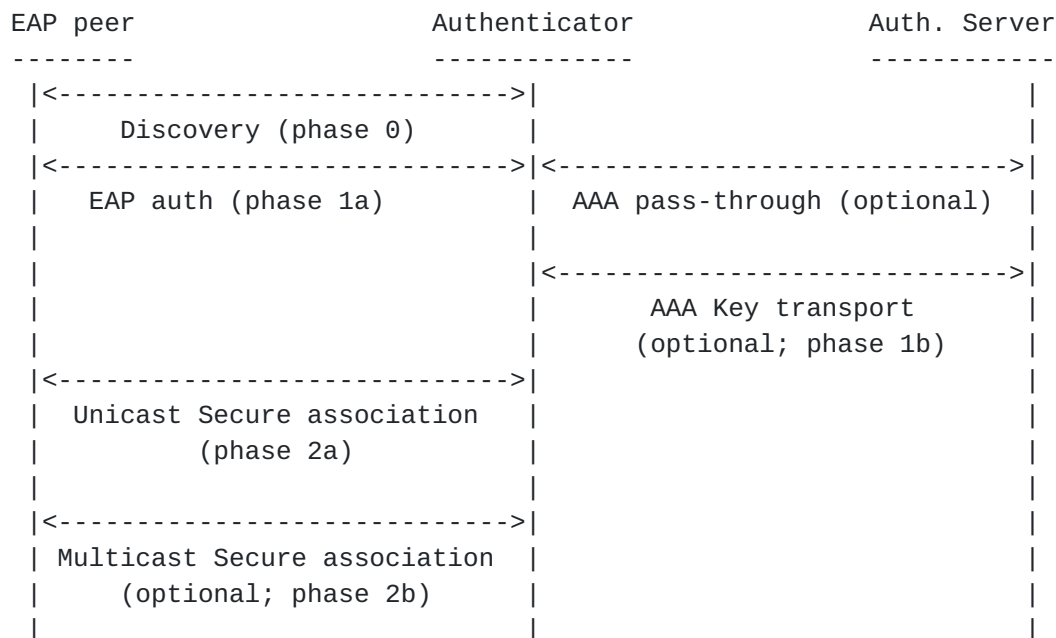 EAP peer                   Authenticator               Auth. Server
--------                   -------------               ------------
 |<----------------------------->|                               |
 |     Discovery (phase 0)       |                               |
 |<----------------------------->|<----------------------------->|
 |   EAP auth (phase 1a)         |  AAA pass-through (optional)  |
 |                               |                               |
 |                               |<----------------------------->|
 |                               |       AAA Key transport       |
 |                               |      (optional; phase 1b)     |
 |<----------------------------->|                               |
 |  Unicast Secure association   |                               |
 |          (phase 2a)           |                               |
 |                               |                               |
 |<----------------------------->|                               |
 | Multicast Secure association  |                               |
 |     (optional; phase 2b)      |                               |
 |                               |                               |